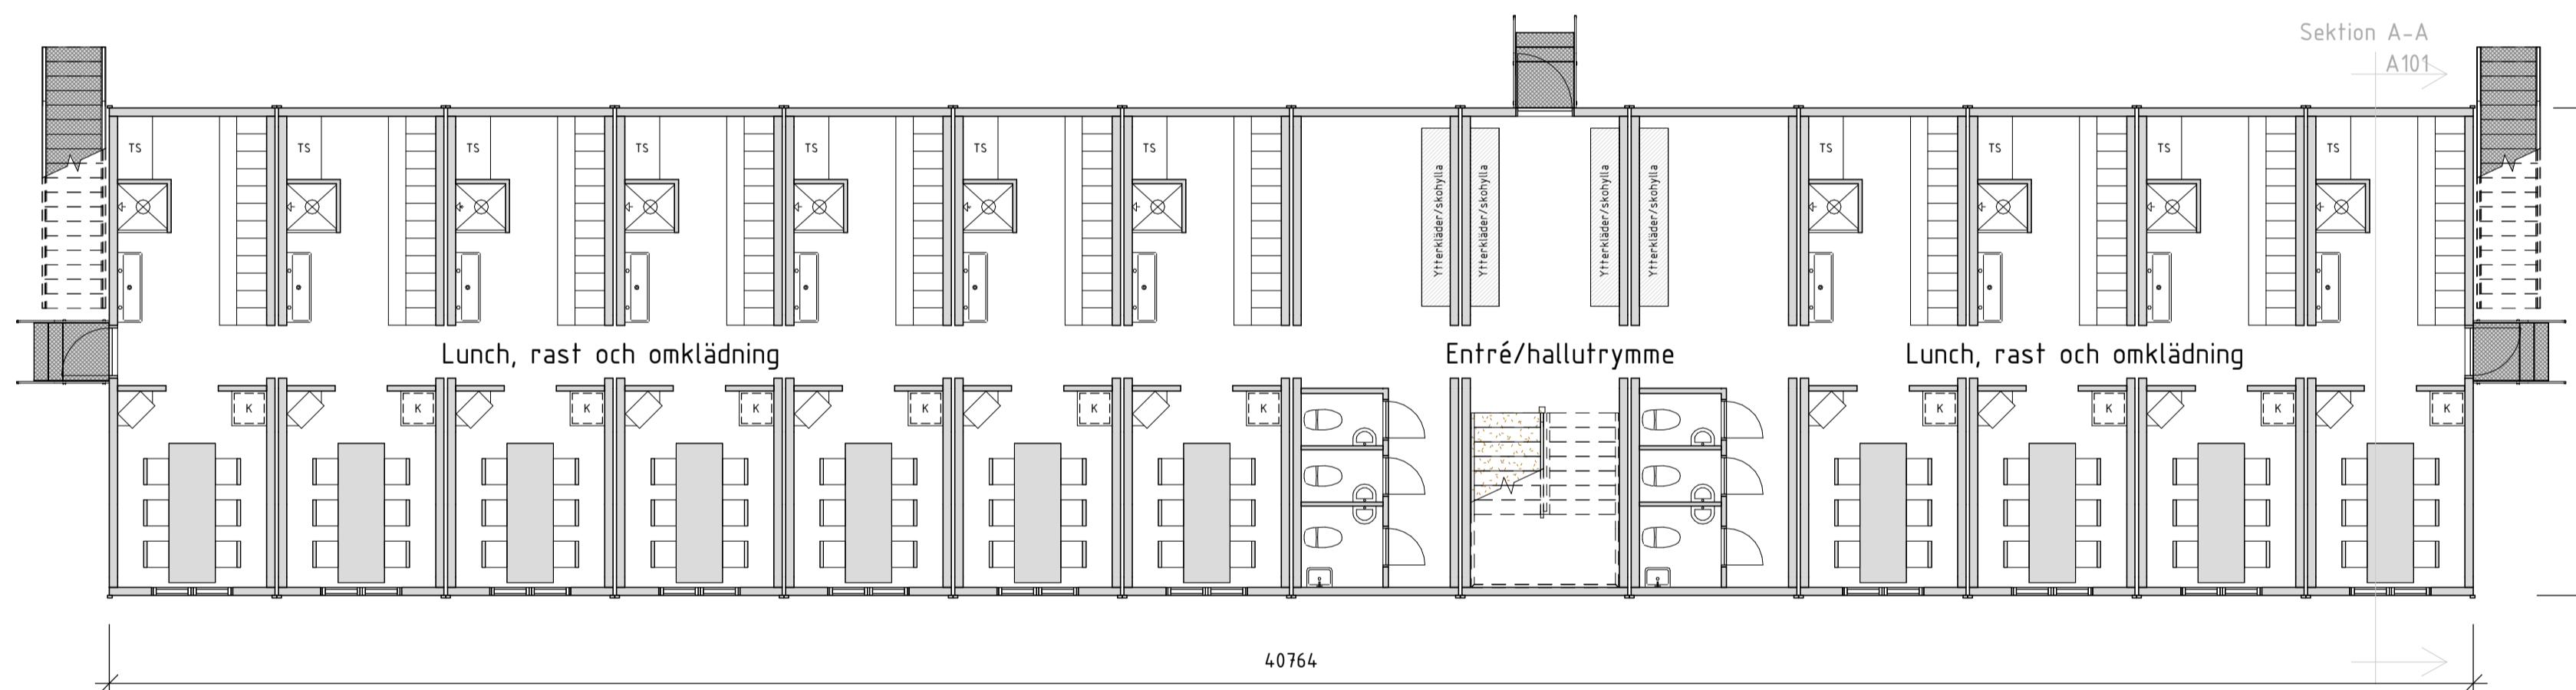 Sektion A-A
A101
TS TS TS TS TS TS TS TS TS TS TS
Ytterkläder/skohylla Ytterkläder/skohylla Ytterkläder/skohylla Ytterkläder/skohylla
Lunch, rast och omklädning Entré/hallutrymme Lunch, rast och omklädning
K K K K K K K K K K K
40764